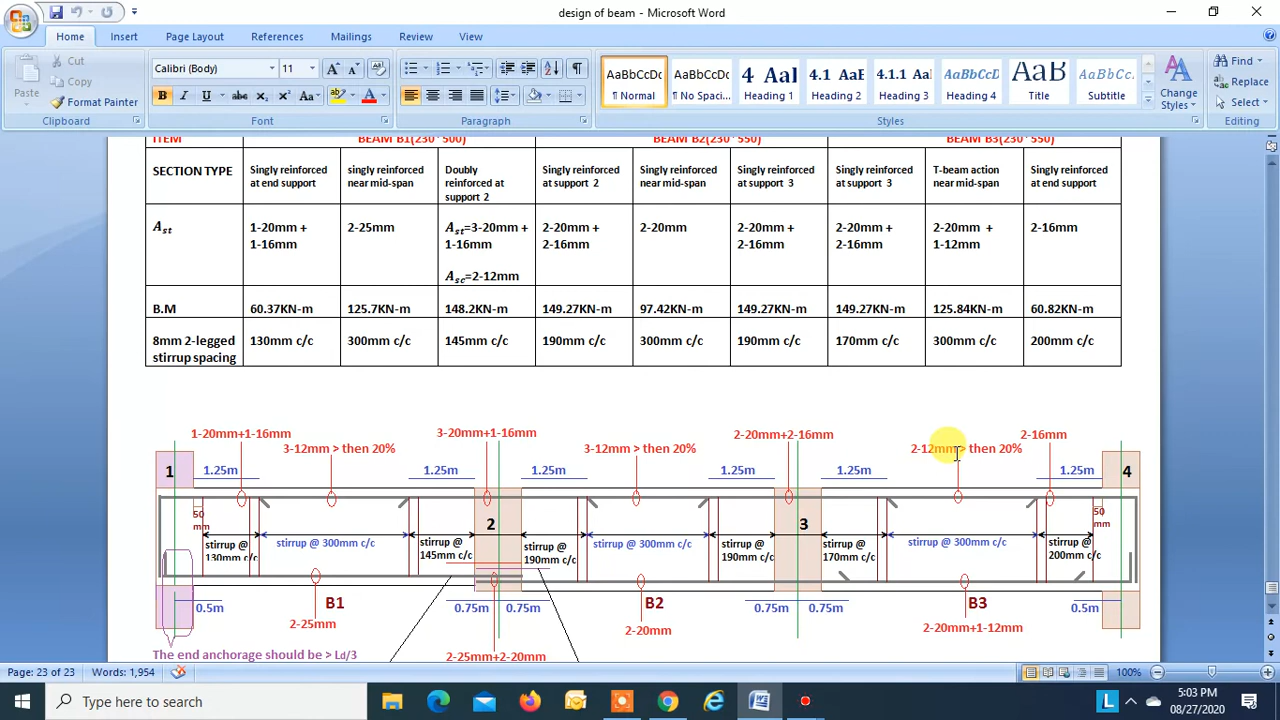 design of beam - Microsoft Word
Home Insert Page Layout References Mailings Review View
Paste
Cut
Copy
Format Painter
Clipboard
Calibri (Body) 11
Font
Paragraph
AaBbCcDc AaBbCcDc 4 AaI 4.1 AaB 4.1.1 AaB AaBbCcD AaB AaBbCcD
¶ Normal ¶ No Spaci... Heading 1 Heading 2 Heading 3 Heading 4 Title Subtitle
Change Styles
Styles
Find
Replace
Select
Editing
ITEM BEAM B1(230*500) BEAM B2(230*550) BEAM B3(230*550)
SECTION TYPE Singly reinforced at end support singly reinforced near mid-span Doubly reinforced at support 2 Singly reinforced at support 2 Singly reinforced near mid-span Singly reinforced at support 3 Singly reinforced at support 3 T-beam action near mid-span Singly reinforced at end support
Ast 1-20mm + 1-16mm 2-25mm Ast=3-20mm + 1-16mm Asc=2-12mm 2-20mm + 2-16mm 2-20mm 2-20mm + 2-16mm 2-20mm + 2-16mm 2-20mm + 1-12mm 2-16mm
B.M 60.37KN-m 125.7KN-m 148.2KN-m 149.27KN-m 97.42KN-m 149.27KN-m 149.27KN-m 125.84KN-m 60.82KN-m
8mm 2-legged stirrup spacing 130mm c/c 300mm c/c 145mm c/c 190mm c/c 300mm c/c 190mm c/c 170mm c/c 300mm c/c 200mm c/c
1-20mm+1-16mm 3-20mm+1-16mm 2-20mm+2-16mm 2-16mm
3-12mm > then 20% 3-12mm > then 20% 2-12mm > then 20%
1 1.25m 1.25m 1.25m 1.25m 1.25m 1.25m 4
50 mm 2 3 50 mm
stirrup @ 130mm c/c stirrup @ 300mm c/c stirrup @ 145mm c/c stirrup @ 190mm c/c stirrup @ 300mm c/c stirrup @ 190mm c/c stirrup @ 170mm c/c stirrup @ 300mm c/c stirrup @ 200mm c/c
0.5m B1 0.75m 0.75m B2 0.75m 0.75m B3 0.5m
2-25mm 2-20mm 2-20mm+1-12mm
The end anchorage should be > Ld/3 2-25mm+2-20mm
Page: 23 of 23 Words: 1,954 100%
Type here to search
5:03 PM
08/27/2020